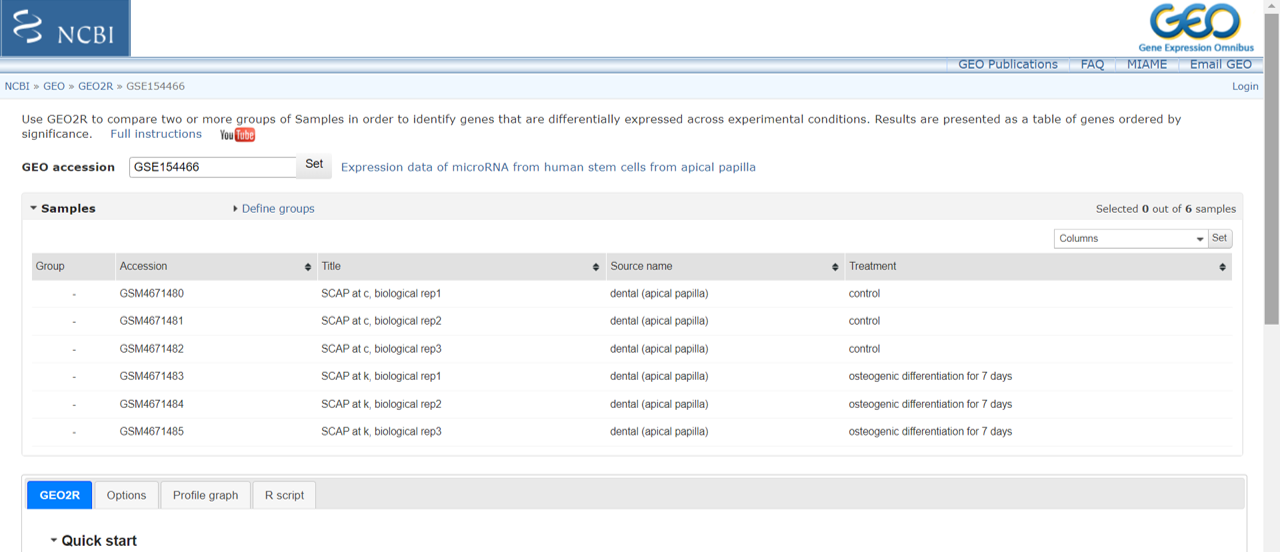 NCBI
GEO
Gene Expression Omnibus
GEO Publications FAQ MIAME Email GEO
NCBI » GEO » GEO2R » GSE154466 Login
Use GEO2R to compare two or more groups of Samples in order to identify genes that are differentially expressed across experimental conditions. Results are presented as a table of genes ordered by
significance. Full instructions YouTube
GEO accession GSE154466 Set Expression data of microRNA from human stem cells from apical papilla
Samples Define groups Selected 0 out of 6 samples
Columns Set
Group Accession Title Source name Treatment
- GSM4671480 SCAP at c, biological rep1 dental (apical papilla) control
- GSM4671481 SCAP at c, biological rep2 dental (apical papilla) control
- GSM4671482 SCAP at c, biological rep3 dental (apical papilla) control
- GSM4671483 SCAP at k, biological rep1 dental (apical papilla) osteogenic differentiation for 7 days
- GSM4671484 SCAP at k, biological rep2 dental (apical papilla) osteogenic differentiation for 7 days
- GSM4671485 SCAP at k, biological rep3 dental (apical papilla) osteogenic differentiation for 7 days
GEO2R Options Profile graph R script
Quick start